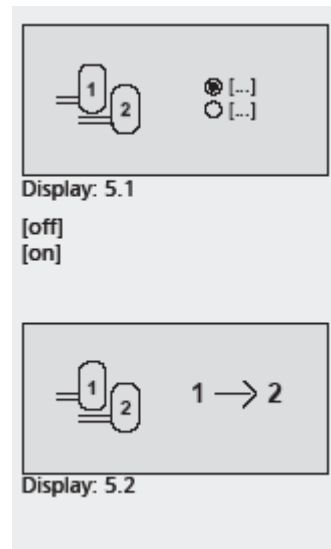 1
2
[...]
[...]
Display: 5.1
[off]
[on]
1
2
1 → 2
Display: 5.2